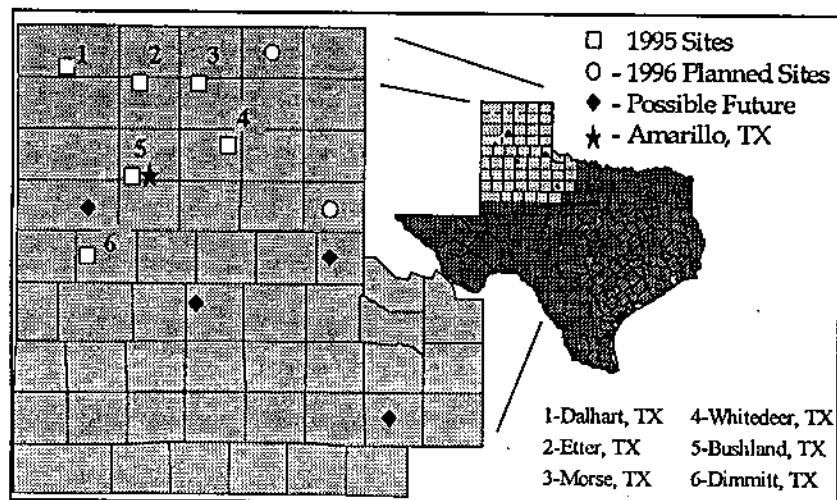 1
2
3
4
5
6
1995 Sites
- 1996 Planned Sites
- Possible Future
- Amarillo, TX
1-Dalhart, TX 4-Whitedeer, TX
2-Etter, TX 5-Bushland, TX
3-Morse, TX 6-Dimmitt, TX